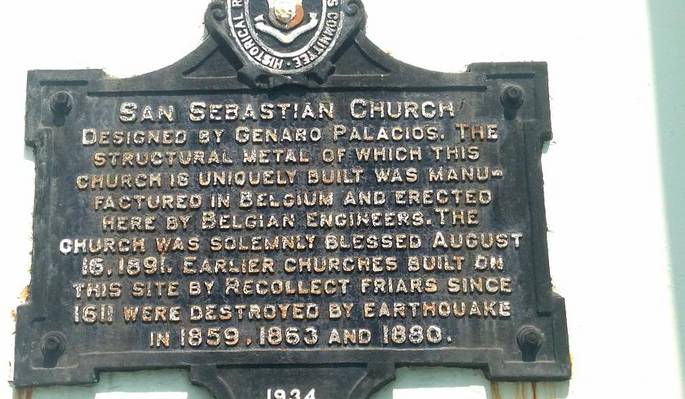 HISTORICAL R
S COMMITTEE
SAN SEBASTIAN CHURCH
DESIGNED BY GENARO PALACIOS. THE
STRUCTURAL METAL OF WHICH THIS
CHURCH IS UNIQUELY BUILT WAS MANU-
FACTURED IN BELGIUM AND ERECTED
HERE BY BELGIAN ENGINEERS. THE
CHURCH WAS SOLEMNLY BLESSED AUGUST
16, 1891. EARLIER CHURCHES BUILT ON
THIS SITE BY RECOLLECT FRIARS SINCE
1611 WERE DESTROYED BY EARTHQUAKE
IN 1859, 1863 AND 1880.
1934